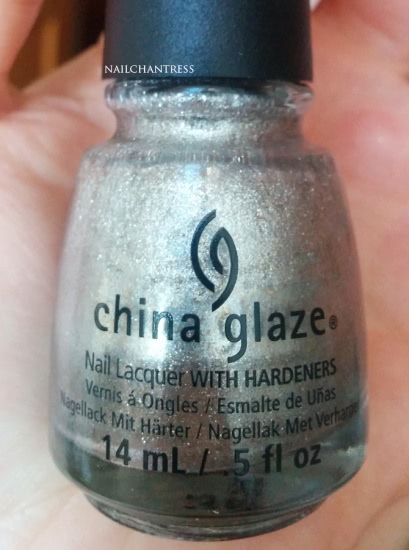 NAILCHANTRESS
china glaze®
Nail Lacquer WITH HARDENERS
Vernis á Ongles / Esmalte de Uñas
Nagellack Mit Härter / Nagellak Met Verharder
14 mL / .5 fl oz